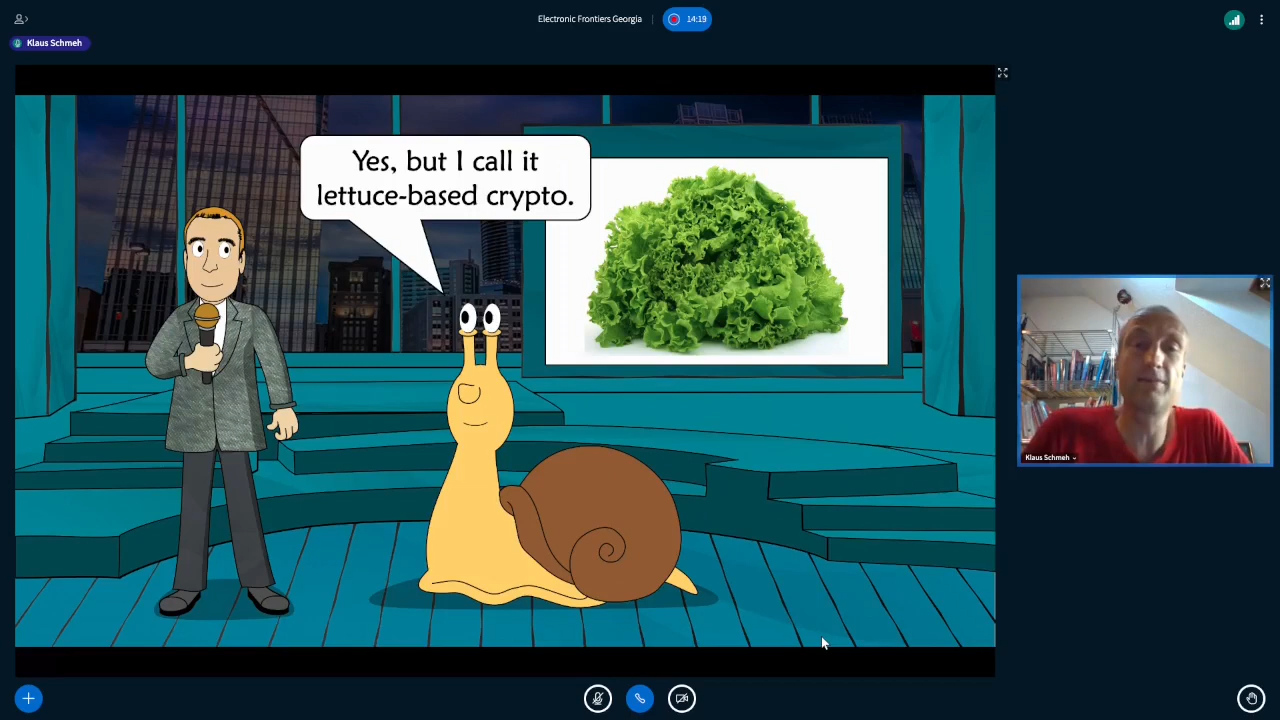 Electronic Frontiers Georgia
14:19
Klaus Schmeh
Yes, but I call it
lettuce-based crypto.
Klaus Schmeh